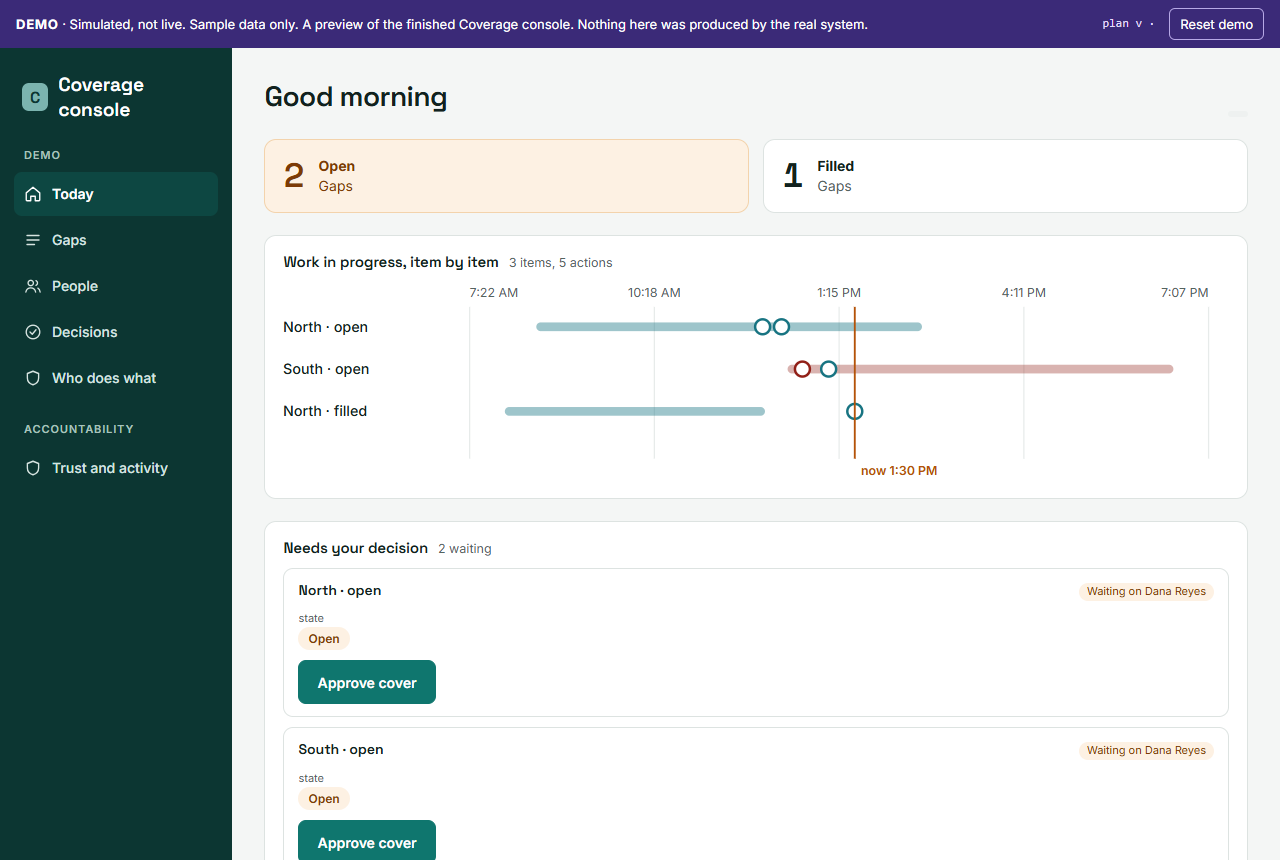 DEMO · Simulated, not live. Sample data only. A preview of the finished Coverage console. Nothing here was produced by the real system.
plan v ·
Reset demo
C
Coverage
console
DEMO
Today
Gaps
People
Decisions
Who does what
ACCOUNTABILITY
Trust and activity
Good morning
2
Open
Gaps
1
Filled
Gaps
Work in progress, item by item 3 items, 5 actions
7:22 AM 10:18 AM 1:15 PM 4:11 PM 7:07 PM
North · open
South · open
North · filled
now 1:30 PM
Needs your decision 2 waiting
North · open
Waiting on Dana Reyes
state
Open
Approve cover
South · open
Waiting on Dana Reyes
state
Open
Approve cover